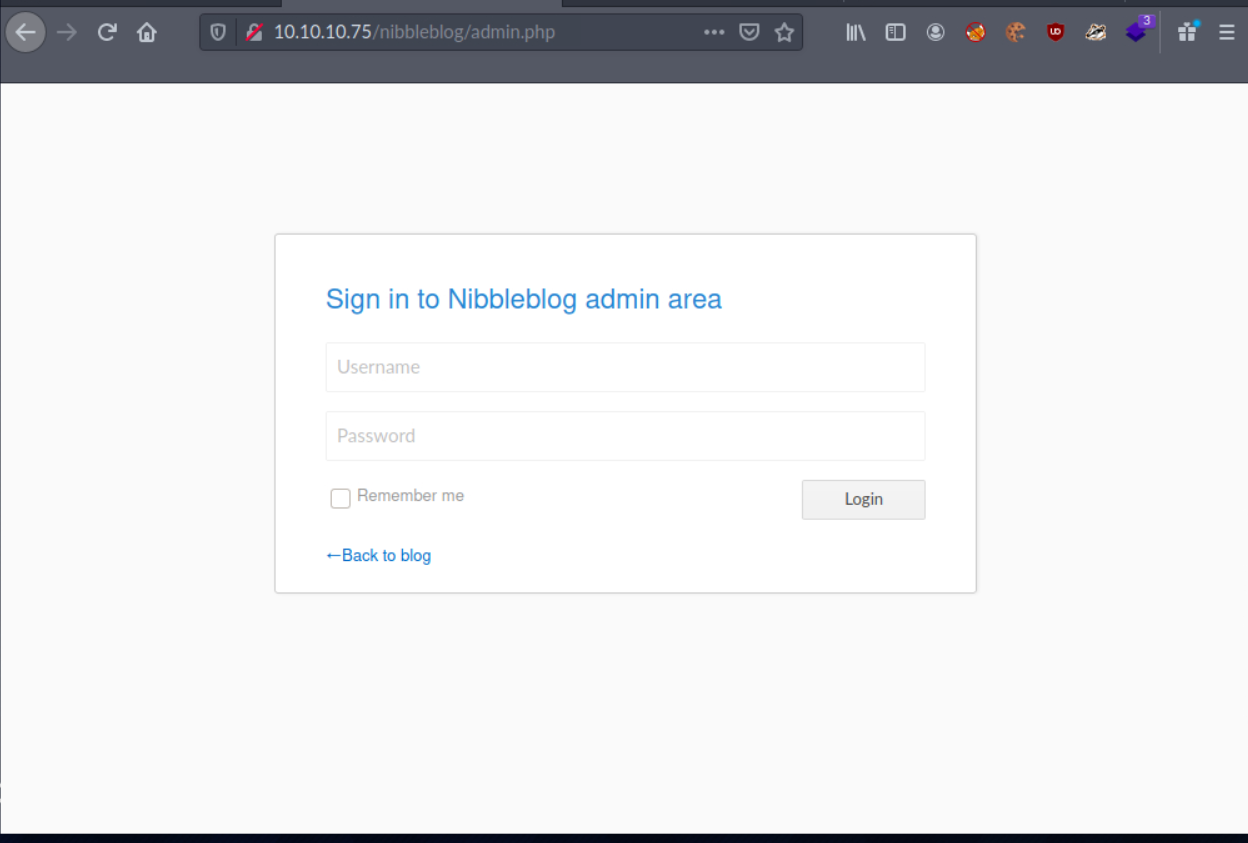 10.10.10.75/nibbleblog/admin.php
3
Sign in to Nibbleblog admin area
Username
Password
Remember me
Login
←Back to blog